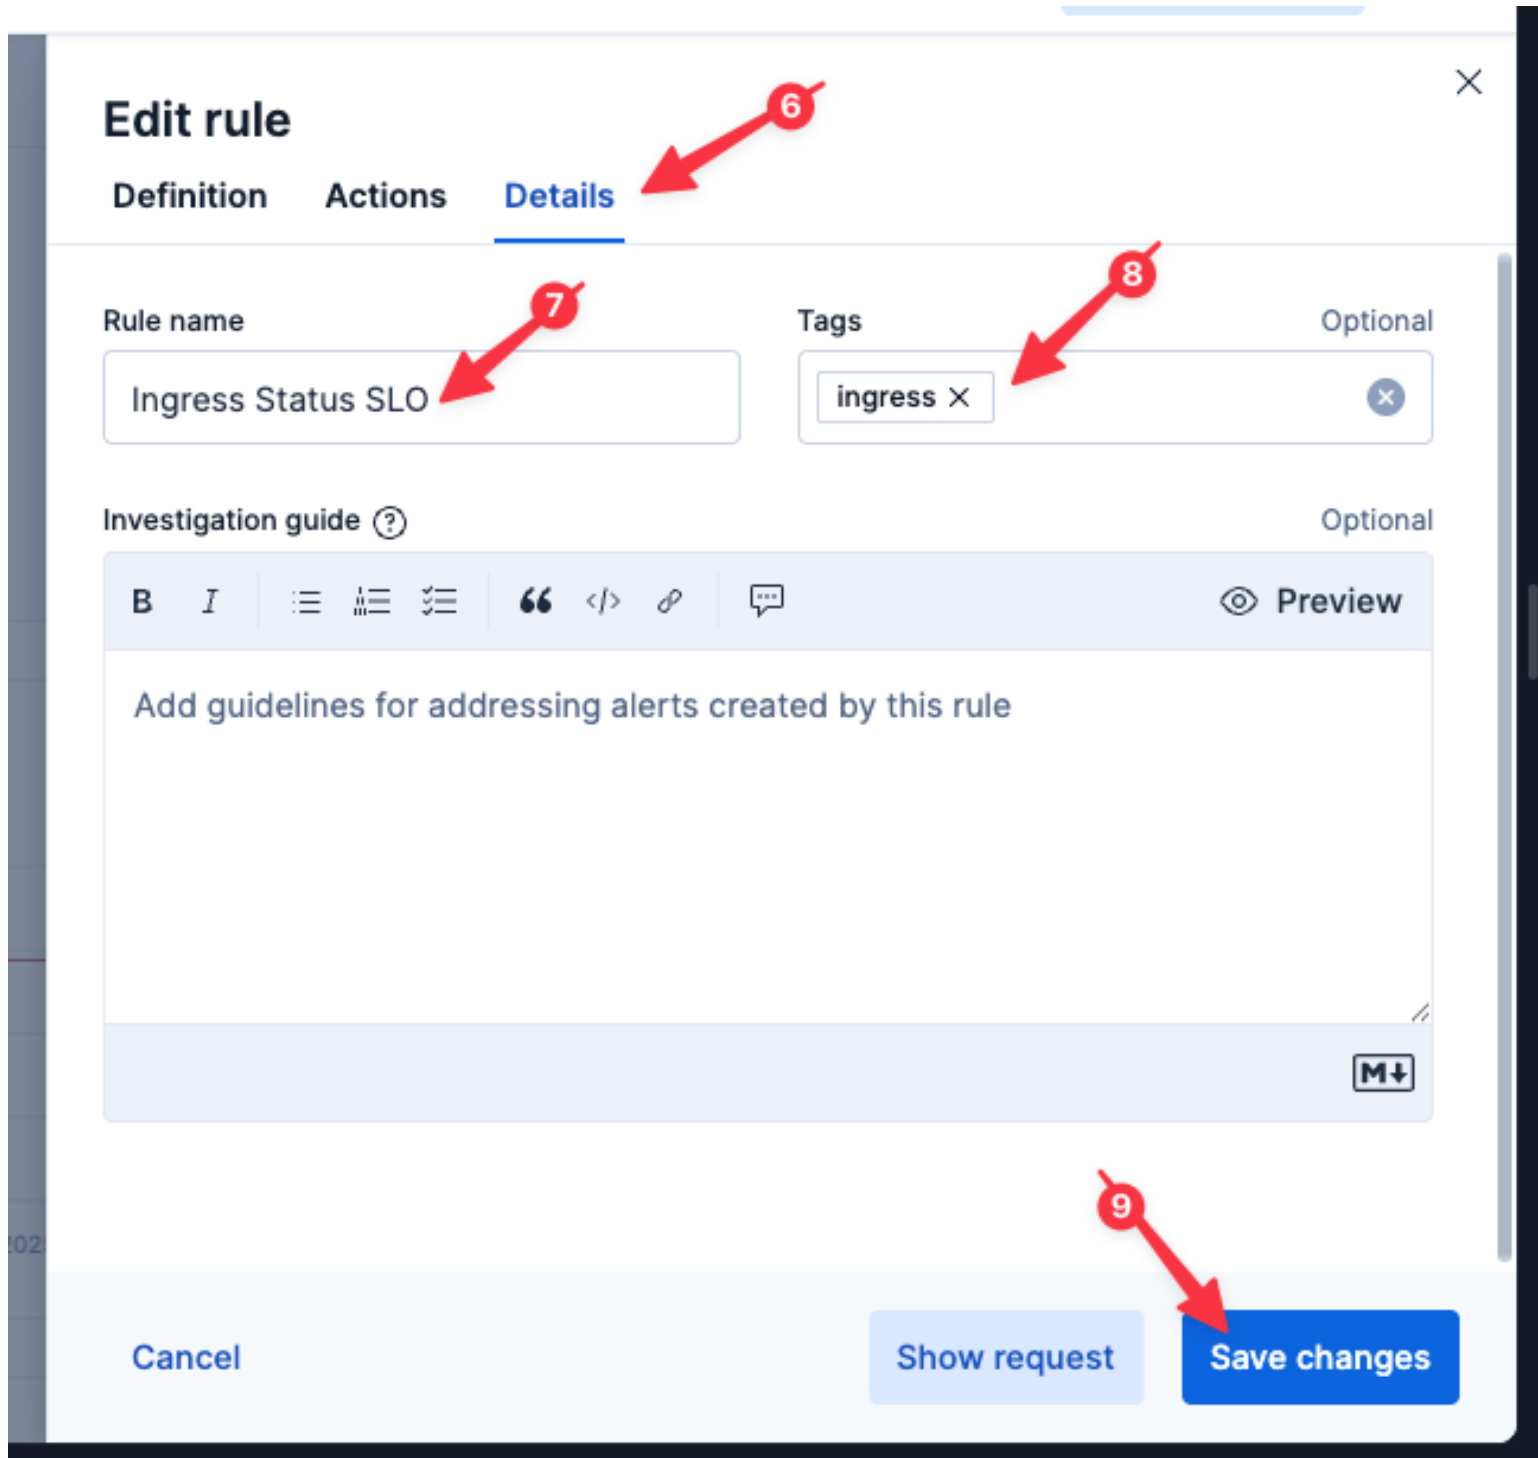 Edit rule
6
Definition Actions Details
7
8
Rule name
Tags Optional
Ingress Status SLO
ingress
Investigation guide Optional
B I Preview
Add guidelines for addressing alerts created by this rule
M
9
202
Cancel Show request Save changes